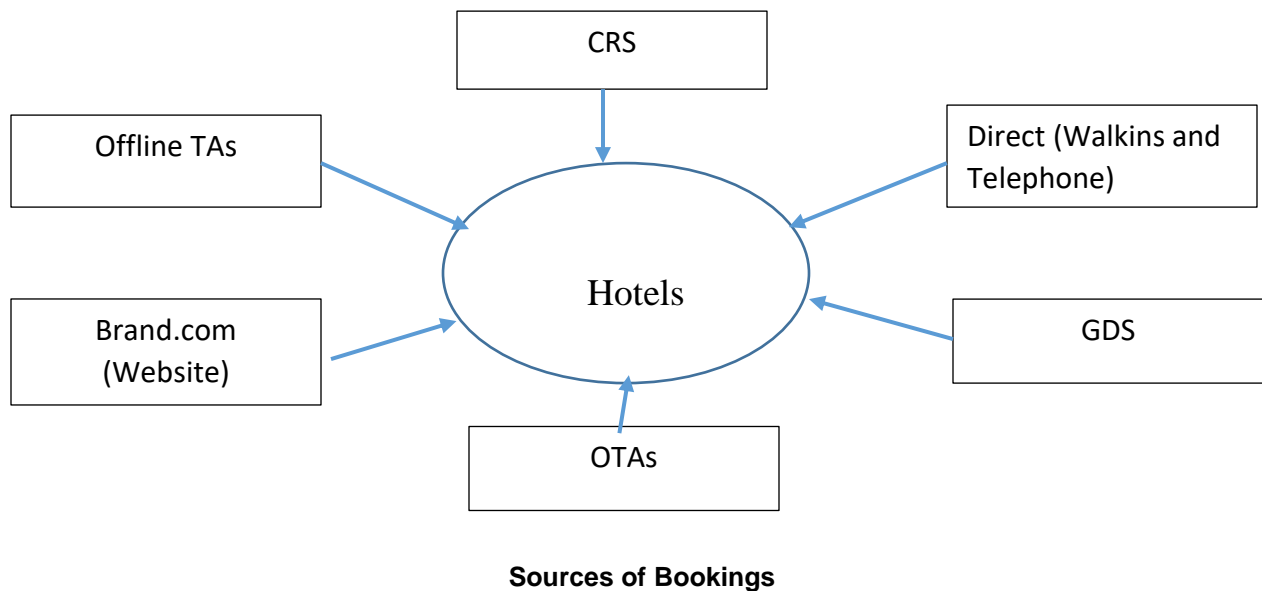 CRS
Offline TAs
Direct (Walkins and
Telephone)
Hotels
Brand.com
(Website)
GDS
OTAs
Sources of Bookings